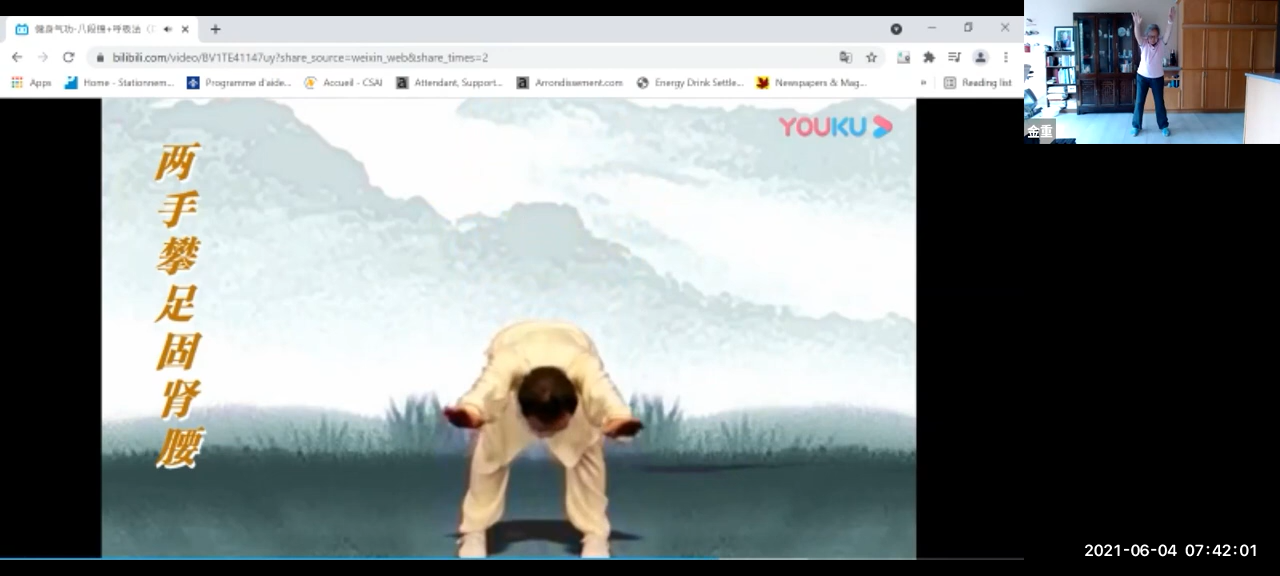 健身气功-八段锦+呼吸法（
bilibili.com/video/BV1TE41147uy?share_source=weixin_web&share_times=2
Apps
Home - Stationnem...
Programme d'aide...
Accueil - CSAI
Attendant, Support...
Arrondissement.com
Energy Drink Settle...
Newspapers & Mag...
»
Reading list
YOUKU
两手攀足固肾腰
金重
2021-06-04 07:42:01